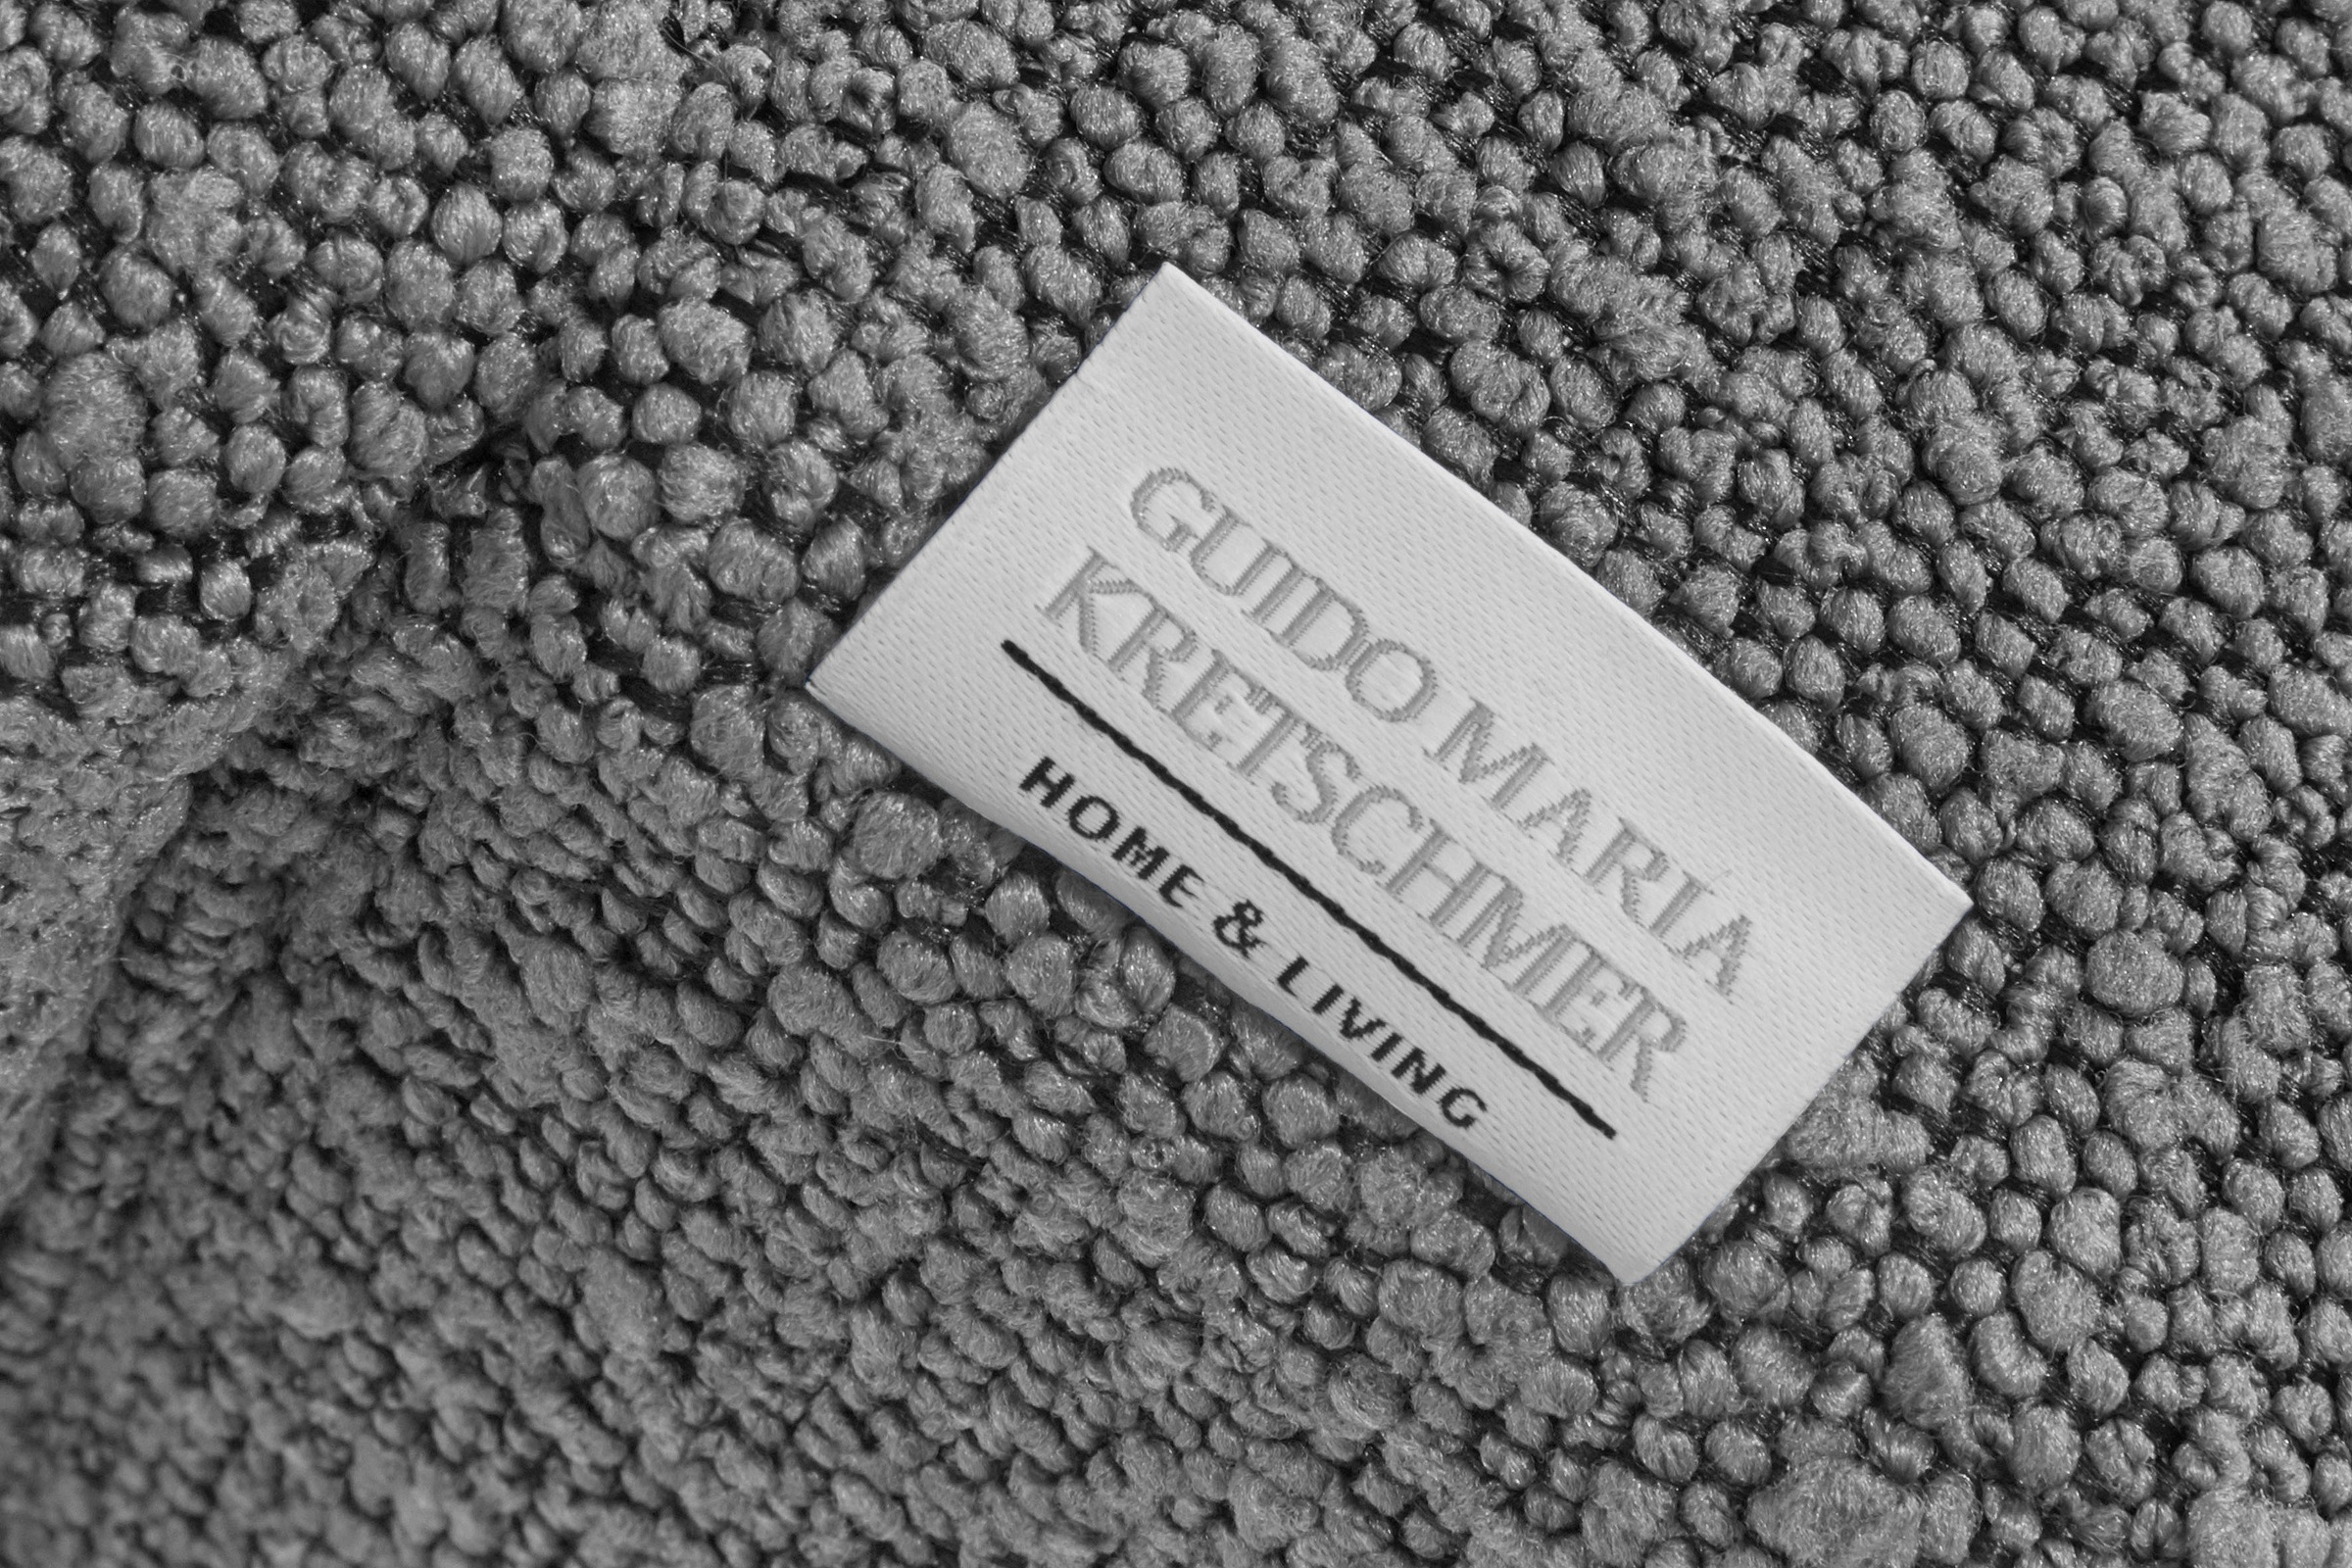 GUIDO MARIA
KRETSCHMER
HOME & LIVING